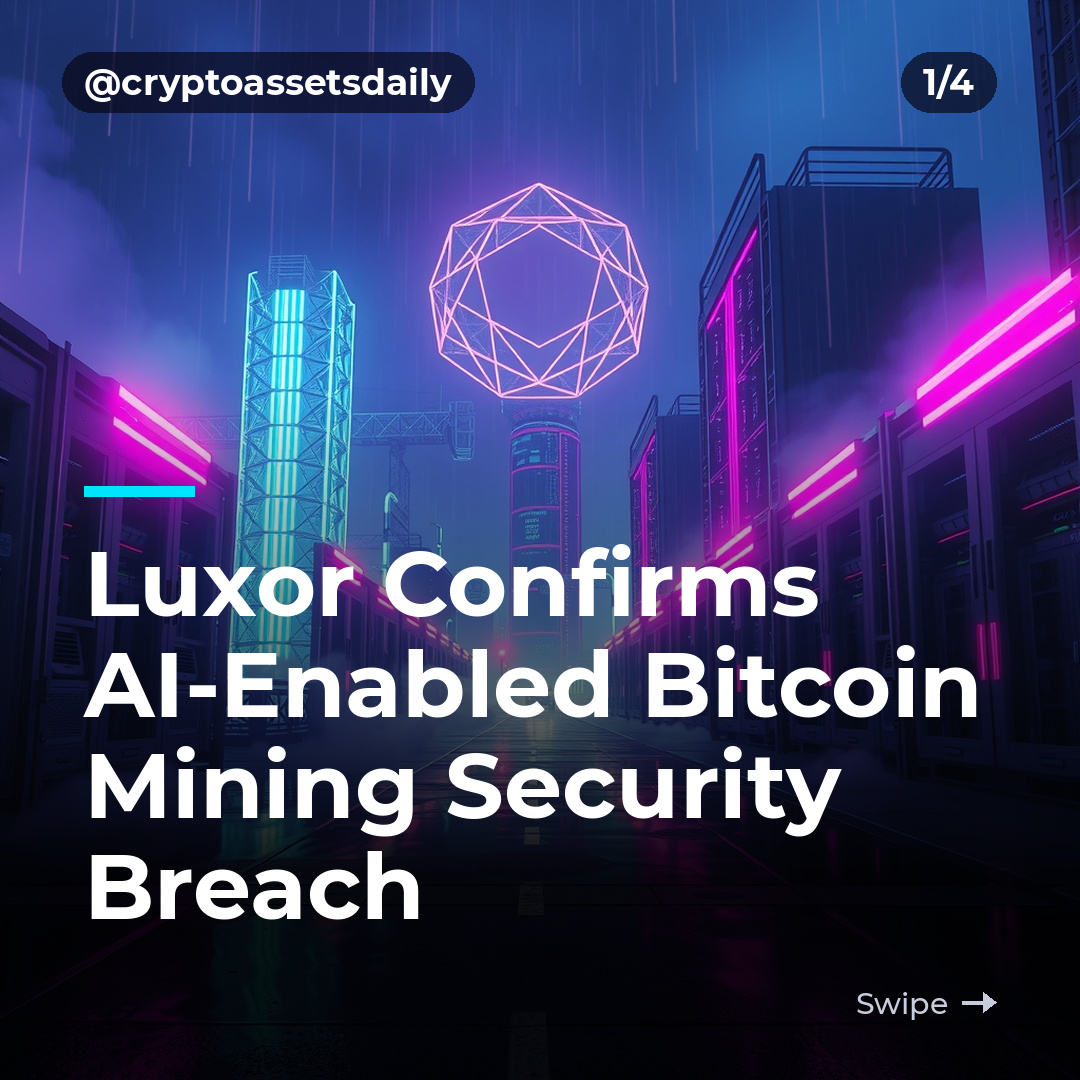 @cryptoassetsdaily
1/4
Luxor Confirms
AI-Enabled Bitcoin
Mining Security
Breach
Swipe →